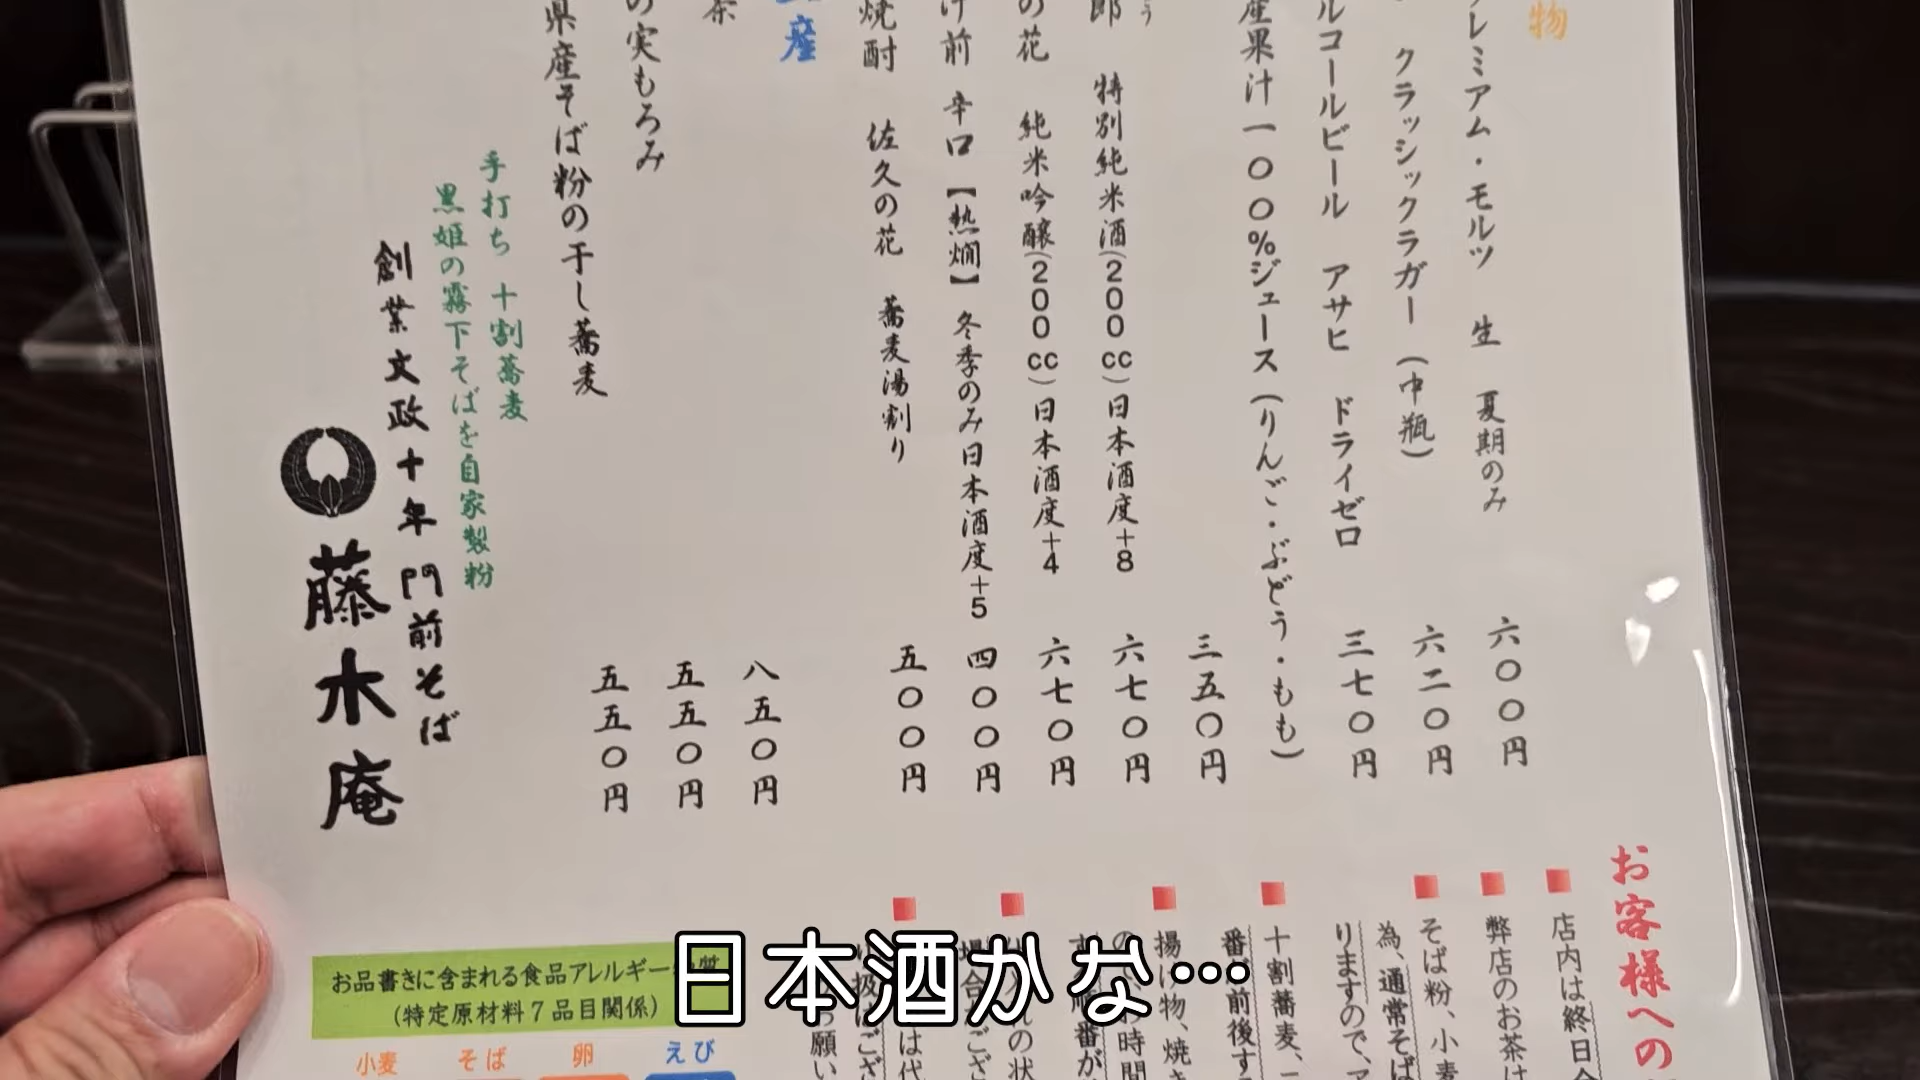 物
レミアム・モルツ 生 夏期のみ 六〇〇円
クラッシックラガー(中瓶) 六二〇円
ルコールビール アサヒ ドライゼロ 三七〇円
産果汁一〇〇%ジュース(りんご・ぶどう・もも)
三五〇円
郎 特別純米酒(200cc)日本酒度+8 六七〇円
の花 純米吟醸(200cc)日本酒度+4 六七〇円
け前 辛口【熱燗】冬季のみ日本酒度+5 四〇〇円
焼酎 佐久の花 蕎麦湯割り 五〇〇円
産
茶 八五〇円
の実もろみ 五五〇円
県産そば粉の干し蕎麦 五五〇円
手打ち 十割蕎麦
黒姫の霧下そばを自家製粉
創業文政十年 門前そば
藤木庵
お客様への
店内は終日
弊店のお茶は
そば粉、小麦
為、通常そば
りますので、ア
十割蕎麦、
番が前後す
揚げ物、焼き
お品書きに含まれる食品アレルギー物質
(特定原材料7品目関係)
小麦 そば 卵 えび
日本酒かな…